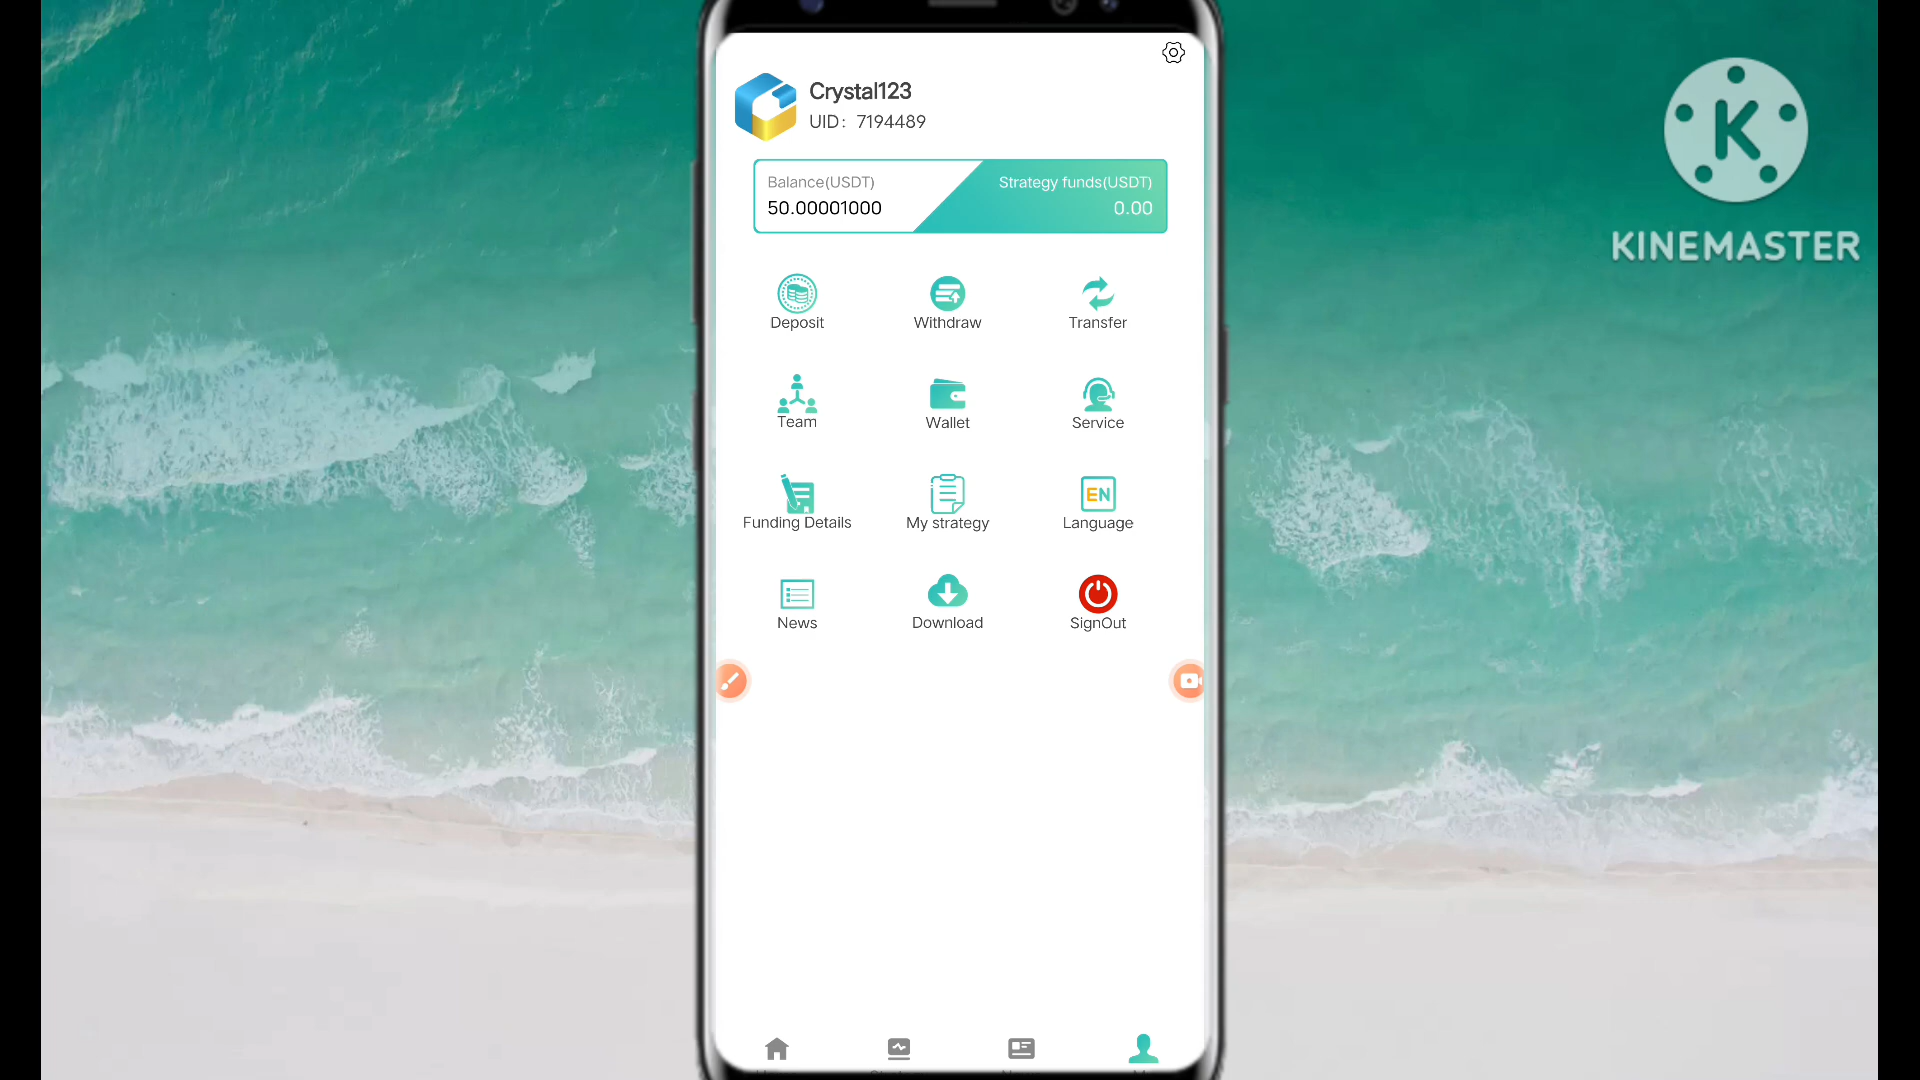 Crystal123
UID: 7194489
Balance(USDT)
50.00001000
Strategy funds(USDT)
0.00
Deposit
Withdraw
Transfer
Team
Wallet
Service
Funding Details
My strategy
EN
Language
News
Download
SignOut
K
KINEMASTER